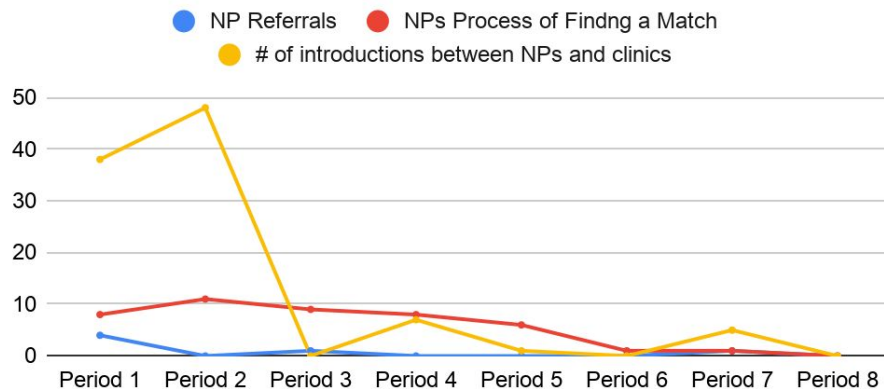 NP Referrals NPs Process of Findng a Match
# of introductions between NPs and clinics
50
40
30
20
10
0
Period 1 Period 2 Period 3 Period 4 Period 5 Period 6 Period 7 Period 8